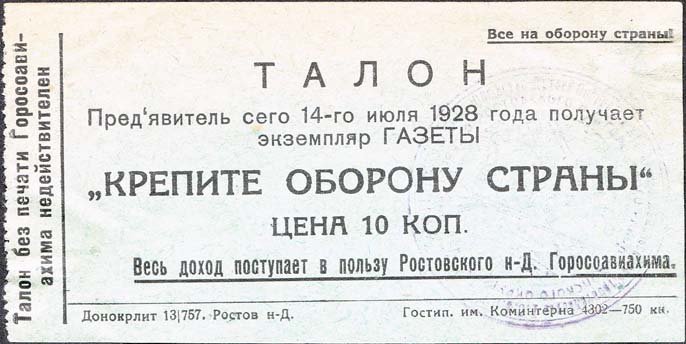 Талон без печати Горосоави-
ахима недействителен
Все на оборону страны!
ТАЛОН
Пред'явитель сего 14-го июля 1928 года получает
экземпляр ГАЗЕТЫ
„КРЕПИТЕ ОБОРОНУ СТРАНЫ“
ЦЕНА 10 КОП.
Весь доход поступает в пользу Ростовского н-Д. Горосоавиахима.
Донокрлит 13|757. Ростов н-Д.
Гостип. им. Коминтерна 4302—750 кн.